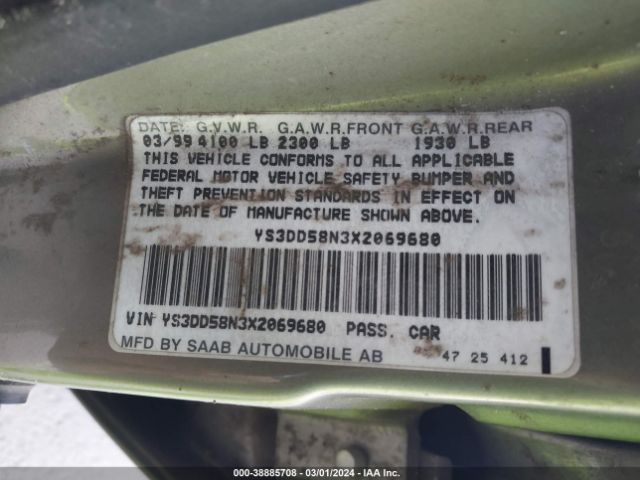 DATE: G.V.W.R. G.A.W.R.FRONT G.A.W.R.REAR
03/99 4100 LB 2300 LB 1930 LB
THIS VEHICLE CONFORMS TO ALL APPLICABLE
FEDERAL MOTOR VEHICLE SAFETY BUMPER AND
THEFT PREVENTION STANDARDS IN EFFECT ON
THE DATE OF MANUFACTURE SHOWN ABOVE.
YS3DD58N3X2069680
VIN YS3DD58N3X2069680 PASS. CAR
MFD BY SAAB AUTOMOBILE AB 47 25 412
000-38885708 | 03/01/2024 | IAA Inc.